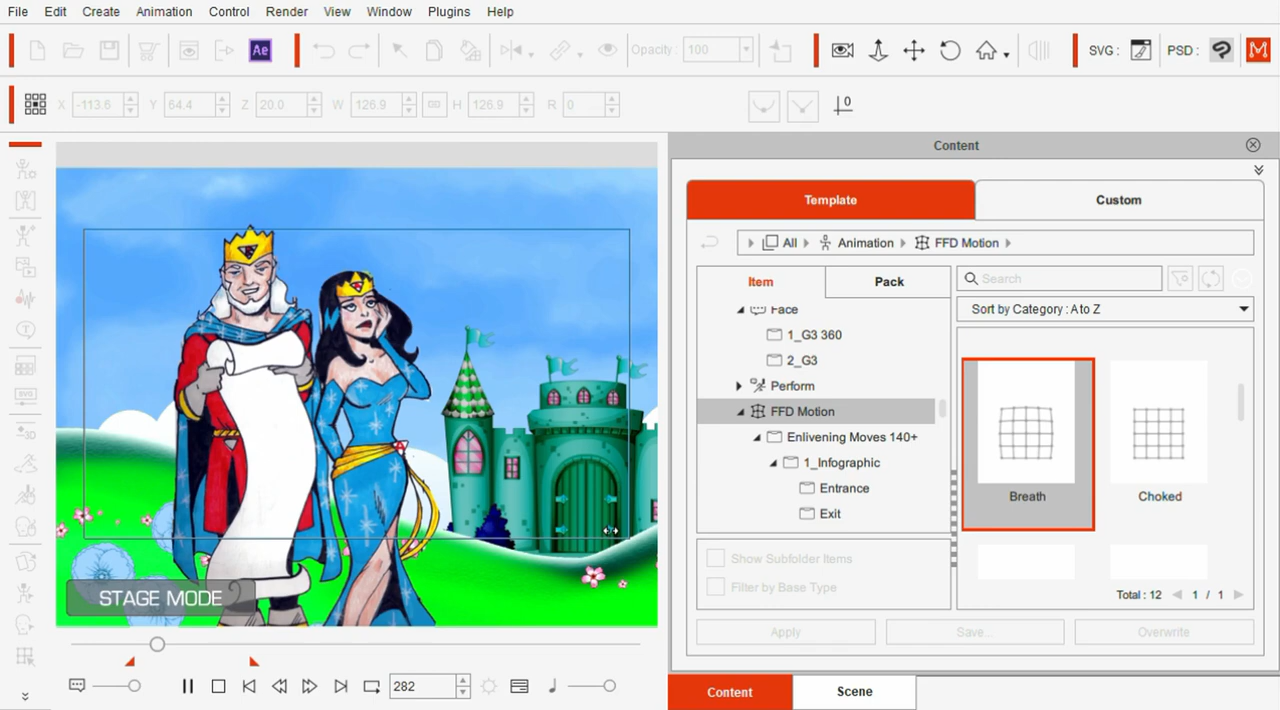 File Edit Create Animation Control Render View Window Plugins Help
Ae Opacity : 100 SVG : PSD :
X -113.6 Y 64.4 Z 20.0 W 126.9 H 126.9 R 0 0
Content
Template Custom
All Animation FFD Motion
Item Pack Search
Face Sort by Category : A to Z
1_G3 360
2_G3
Perform
FFD Motion
Enlivening Moves 140+
1_Infographic
Entrance
Exit
Breath Choked
Show Subfolder Items
Filter by Base Type
Total : 12 1 / 1
Apply Save... Overwrite
STAGE MODE
282
Content Scene
T
SVG
3D